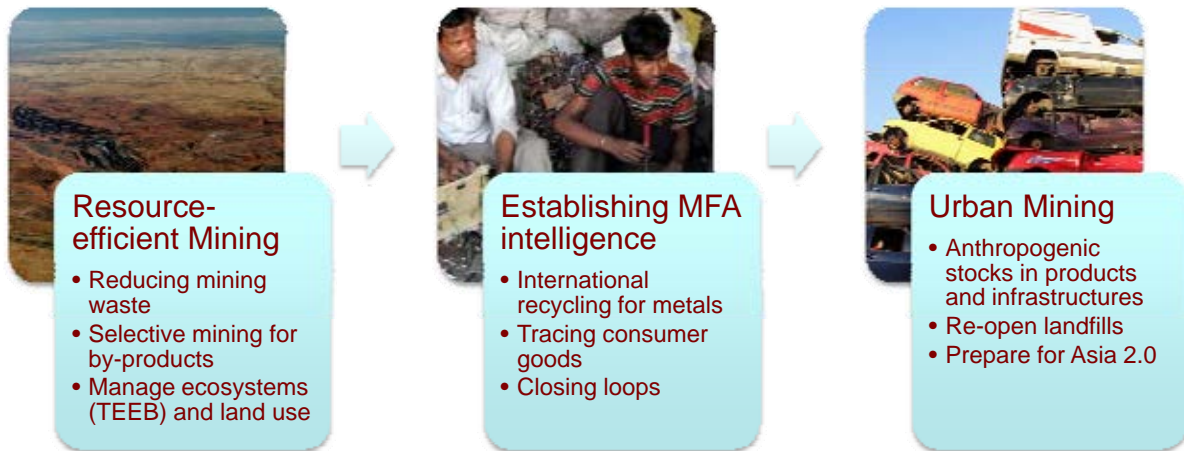 Resource-
efficient Mining
• Reducing mining
waste
• Selective mining for
by-products
• Manage ecosystems
(TEEB) and land use
Establishing MFA
intelligence
• International
recycling for metals
• Tracing consumer
goods
• Closing loops
Urban Mining
• Anthropogenic
stocks in products
and infrastructures
• Re-open landfills
• Prepare for Asia 2.0